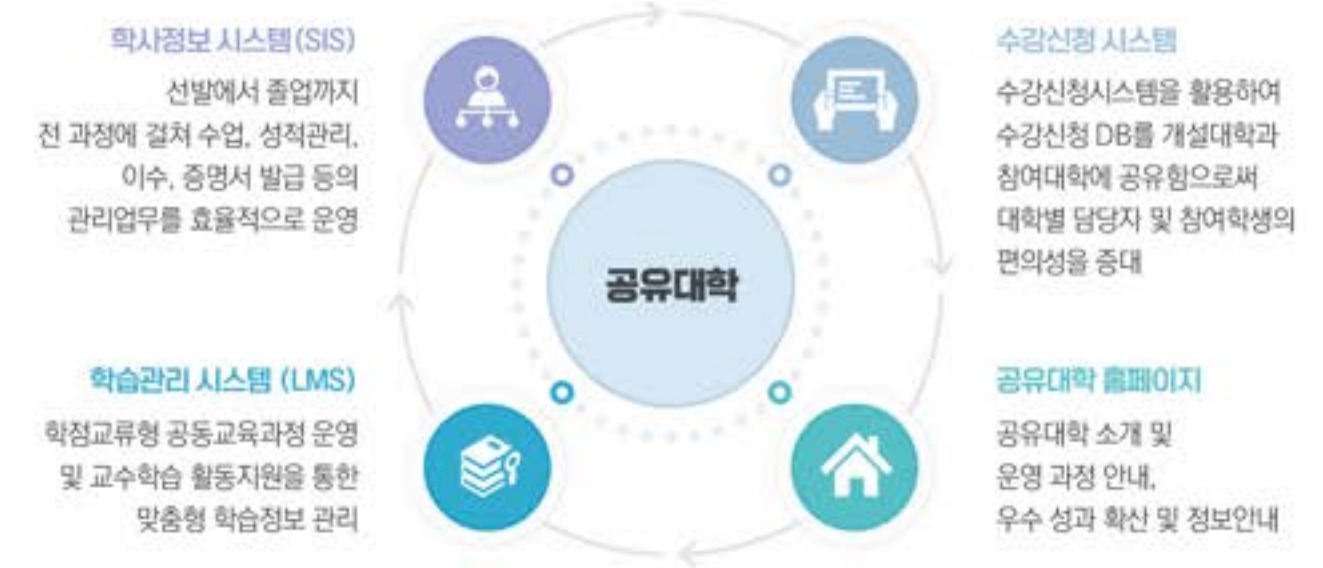 학사정보 시스템(SIS)
선발에서 졸업까지
전 과정에 걸쳐 수업, 성적관리,
이수, 증명서 발급 등의
관리업무를 효율적으로 운영
수강신청 시스템
수강신청시스템을 활용하여
수강신청 DB를 개설대학과
참여대학에 공유함으로써
대학별 담당자 및 참여학생의
편의성을 증대
공유대학
학습관리 시스템 (LMS)
학점교류형 공동교육과정 운영
및 교수학습 활동지원을 통한
맞춤형 학습정보 관리
공유대학 홈페이지
공유대학 소개 및
운영 과정 안내,
우수 성과 확산 및 정보안내